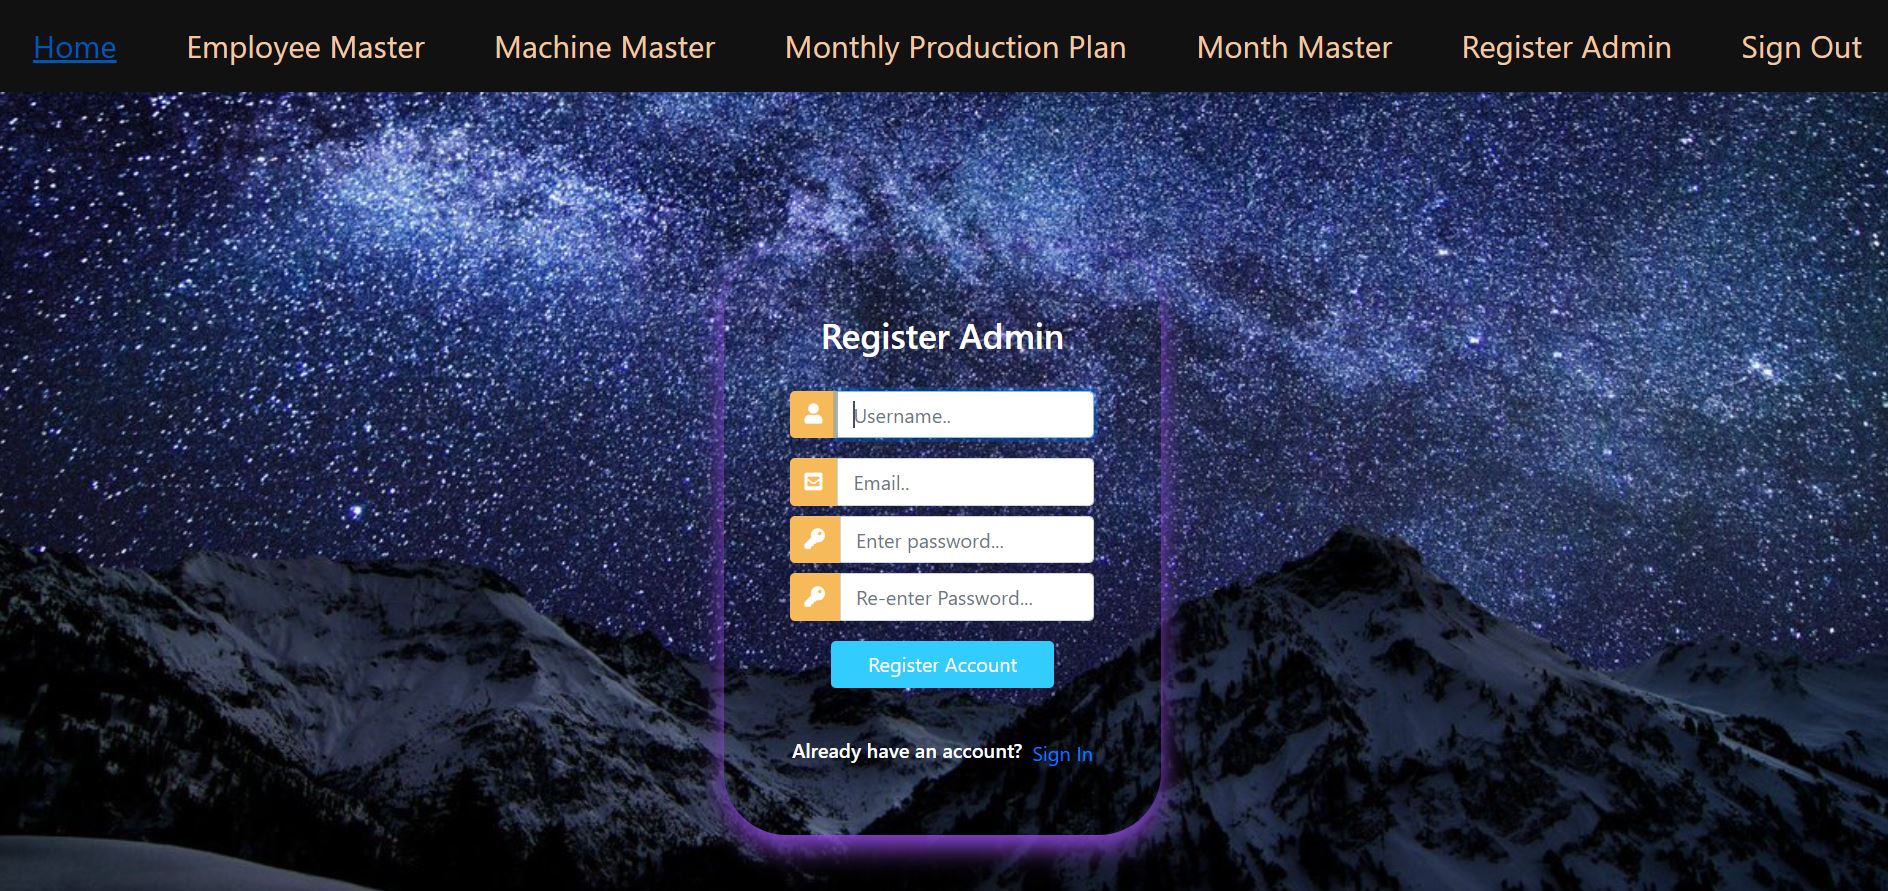 Home Employee Master Machine Master Monthly Production Plan Month Master Register Admin Sign Out
Register Admin
Username..
Email..
Enter password...
Re-enter Password...
Register Account
Already have an account? Sign In